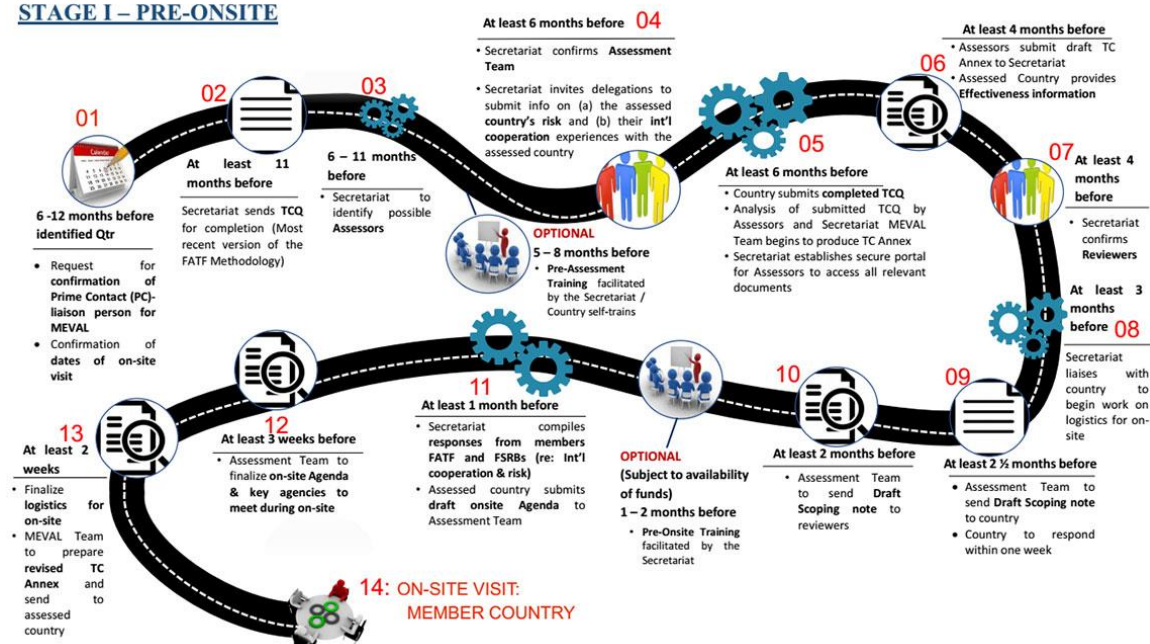 STAGE I – PRE-ONSITE
01
6 -12 months before
identified Qtr
• Request for
confirmation of
Prime Contact (PC)-
liaison person for
MEVAL
• Confirmation of
dates of on-site
visit
02
At least 11
months before
Secretariat sends TCQ
for completion (Most
recent version of the
FATF Methodology)
03
6 – 11 months
before
• Secretariat to
identify possible
Assessors
OPTIONAL
5 – 8 months before
• Pre-Assessment
Training facilitated
by the Secretariat /
Country self-trains
At least 6 months before 04
• Secretariat confirms Assessment
Team
• Secretariat invites delegations to
submit info on (a) the assessed
country's risk and (b) their int'l
cooperation experiences with the
assessed country
05
At least 6 months before
• Country submits completed TCQ
• Analysis of submitted TCQ by
Assessors and Secretariat MEVAL
Team begins to produce TC Annex
• Secretariat establishes secure portal
for Assessors to access all relevant
documents
06
At least 4 months before
• Assessors submit draft TC
Annex to Secretariat
• Assessed Country provides
Effectiveness information
07
At least 4
months
before
• Secretariat
confirms
Reviewers
At least 3
months
before 08
Secretariat
liaises with
country to
begin work on
logistics for on-
site
09
At least 2 ½ months before
• Assessment Team to
send Draft Scoping note
to country
• Country to respond
within one week
10
At least 2 months before
• Assessment Team
to send Draft
Scoping note to
reviewers
OPTIONAL
(Subject to availability
of funds)
1 – 2 months before
• Pre-Onsite Training
facilitated by the
Secretariat
11
At least 1 month before
• Secretariat compiles
responses from members
FATF and FSRBs (re: Int'l
cooperation & risk)
• Assessed country submits
draft onsite Agenda to
Assessment Team
12
At least 3 weeks before
• Assessment Team to
finalize on-site Agenda
& key agencies to
meet during on-site
13
At least 2
weeks
• Finalize
logistics for
on-site
• MEVAL Team
to prepare
revised TC
Annex and
send to
assessed
country
14: ON-SITE VISIT:
MEMBER COUNTRY